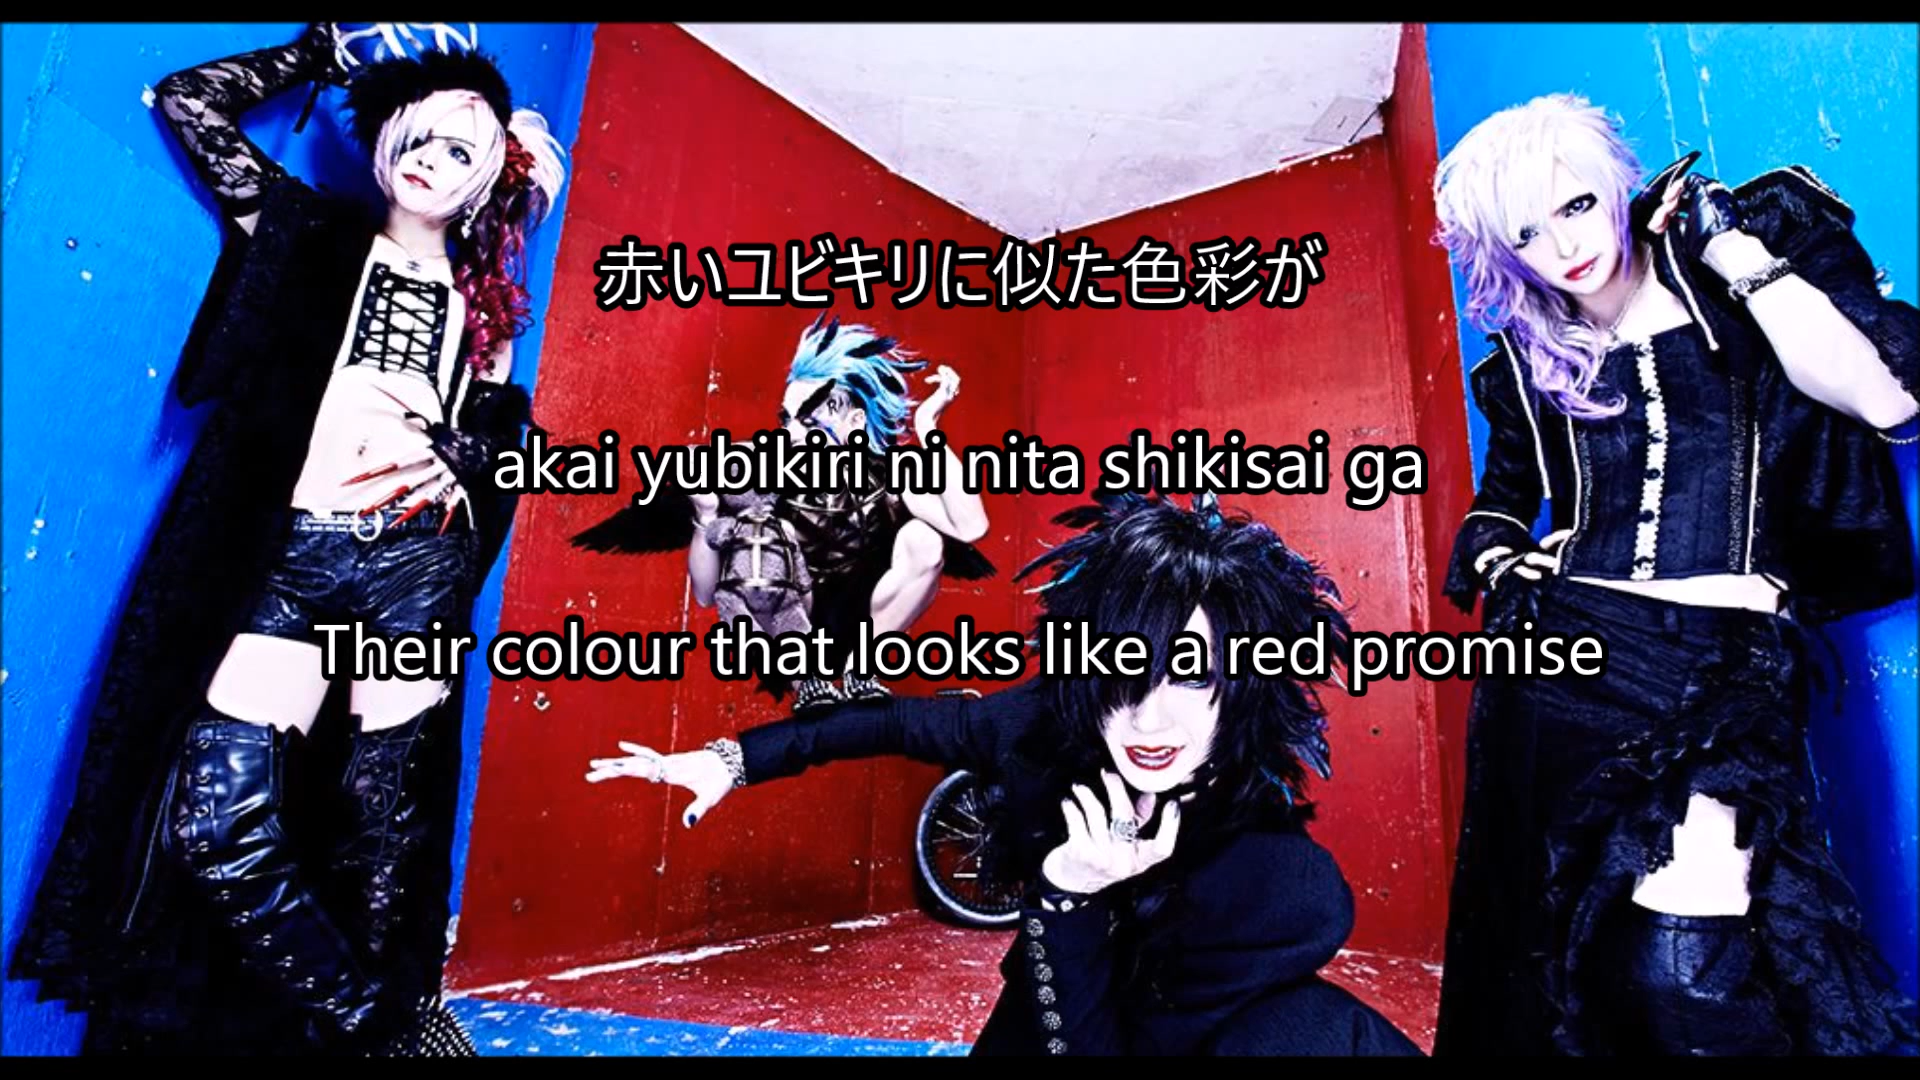 赤いユビキリに似た色彩が
akai yubikiri ni nita shikisai ga
Their colour that looks like a red promise